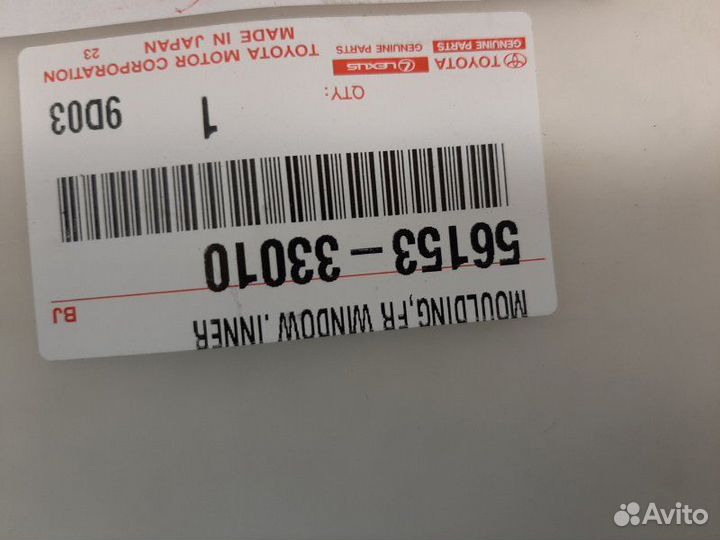 MOULDING,FR WINDOW.INNER
BJ
56153-33010
1 9D03
QTY:
TOYOTA GENUINE PARTS
LEXUS GENUINE PARTS
TOYOTA MOTOR CORPORATION 23
MADE IN JAPAN
Avito